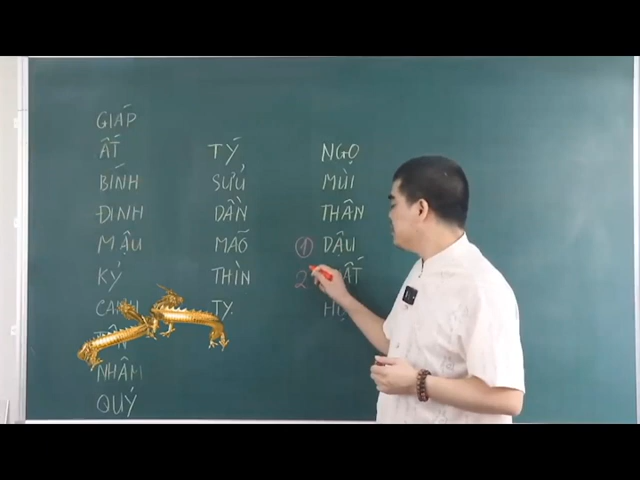 GIÁP
ẤT
BÍNH
ĐINH
MẬU
KỶ
CANH
NHÂM
QUÝ
TÝ
SỬU
DẦN
MÃO
THÌN
TỴ
NGỌ
MÙI
THÂN
① DẬU
2